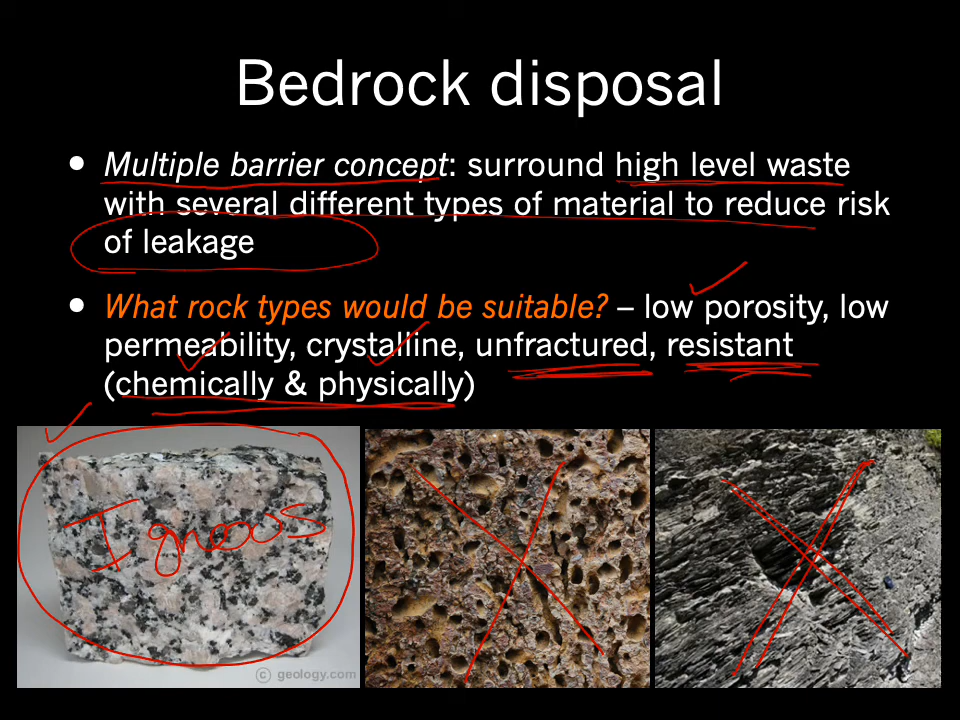 Bedrock disposal
• Multiple barrier concept: surround high level waste
with several different types of material to reduce risk
of leakage
• What rock types would be suitable? – low porosity, low
permeability, crystalline, unfractured, resistant
(chemically & physically)
Igneous
© geology.com